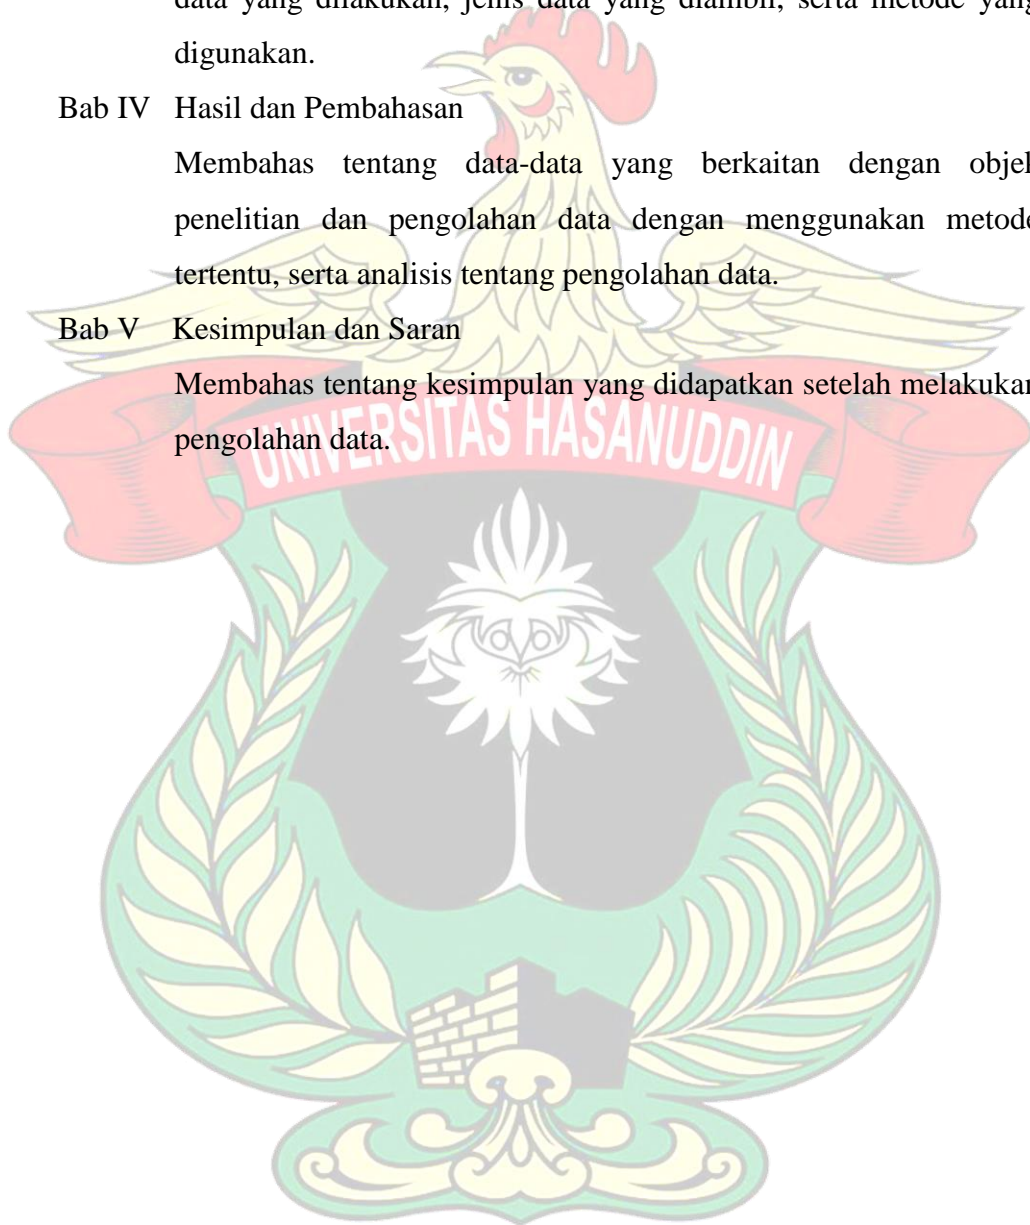 data yang dilakukan, jenis data yang diambil, serta metode yang
digunakan.
Bab IV Hasil dan Pembahasan
Membahas tentang data-data yang berkaitan dengan objek
penelitian dan pengolahan data dengan menggunakan metode
tertentu, serta analisis tentang pengolahan data.
Bab V Kesimpulan dan Saran
Membahas tentang kesimpulan yang didapatkan setelah melakukan
pengolahan data.
UNIVERSITAS HASANUDDIN